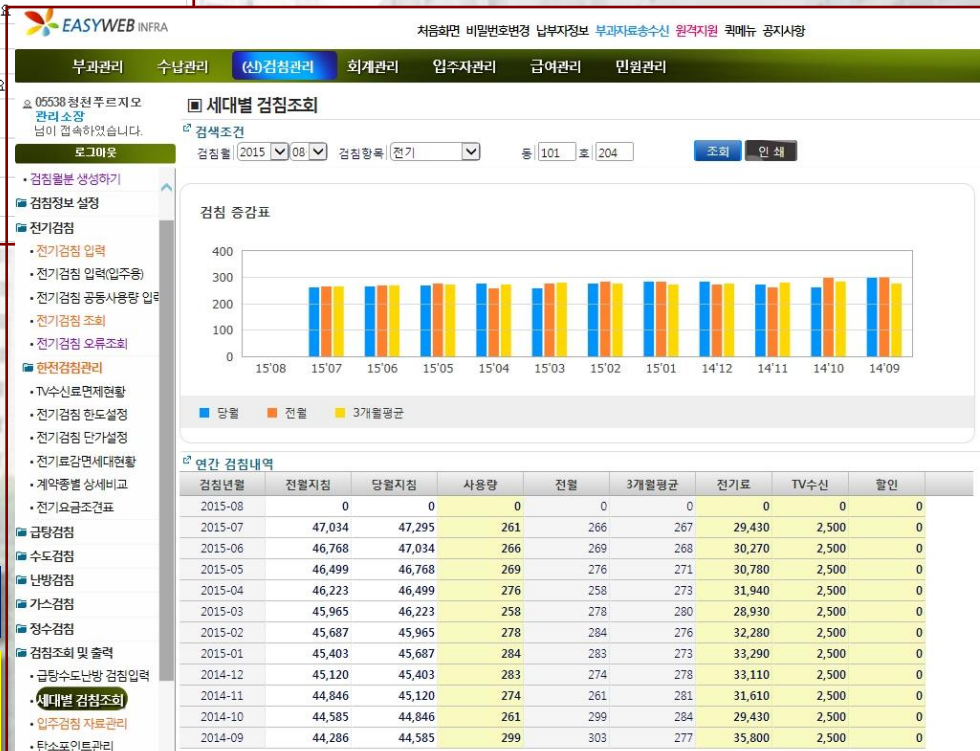 EASYWEB INFRA
처음화면 비밀번호변경 납부자정보 부과자료송수신 원격지원 퀵메뉴 공지사항
부과관리 수납관리 (신)검침관리 회계관리 입주자관리 급여관리 민원관리
05538 청천푸르지오
관리소장
님이 접속하였습니다.
로그아웃
• 검침월분 생성하기
검침정보 설정
전기검침
• 전기검침 입력
• 전기검침 입력(입주용)
• 전기검침 공동사용량 입력
• 전기검침 조회
• 전기검침 오류조회
한전검침관리
• TV수신료면제현황
• 전기검침 한도설정
• 전기검침 단가설정
• 전기료감면세대현황
• 계약종별 상세비교
• 전기요금조견표
급탕검침
수도검침
난방검침
가스검침
정수검침
검침조회 및 출력
• 급탕수도난방 검침입력
• 세대별 검침조회
• 입주검침 자료관리
• 탄소포인트관리
▣ 세대별 검침조회
검색조건
검침월 2015 08 검침항목 전기 동 101 호 204 조회 인쇄
검침 증감표
400
300
200
100
0
15'08 15'07 15'06 15'05 15'04 15'03 15'02 15'01 14'12 14'11 14'10 14'09
당월 전월 3개월평균
연간 검침내역
검침년월 전월지침 당월지침 사용량 전월 3개월평균 전기료 TV수신 할인
2015-08 0 0 0 0 0 0 0 0
2015-07 47,034 47,295 261 266 267 29,430 2,500 0
2015-06 46,768 47,034 266 269 268 30,270 2,500 0
2015-05 46,499 46,768 269 276 271 30,780 2,500 0
2015-04 46,223 46,499 276 258 273 31,940 2,500 0
2015-03 45,965 46,223 258 278 280 28,930 2,500 0
2015-02 45,687 45,965 278 284 276 32,280 2,500 0
2015-01 45,403 45,687 284 283 273 33,290 2,500 0
2014-12 45,120 45,403 283 274 278 33,110 2,500 0
2014-11 44,846 45,120 274 261 281 31,610 2,500 0
2014-10 44,585 44,846 261 299 284 29,430 2,500 0
2014-09 44,286 44,585 299 303 277 35,800 2,500 0